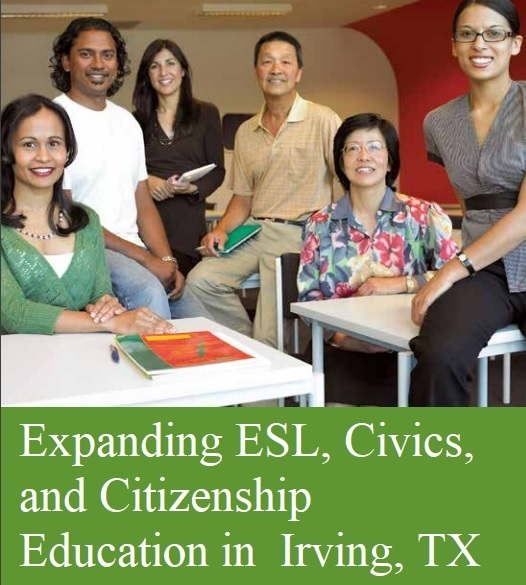 Expanding ESL, Civics,
and Citizenship
Education in  Irving, TX